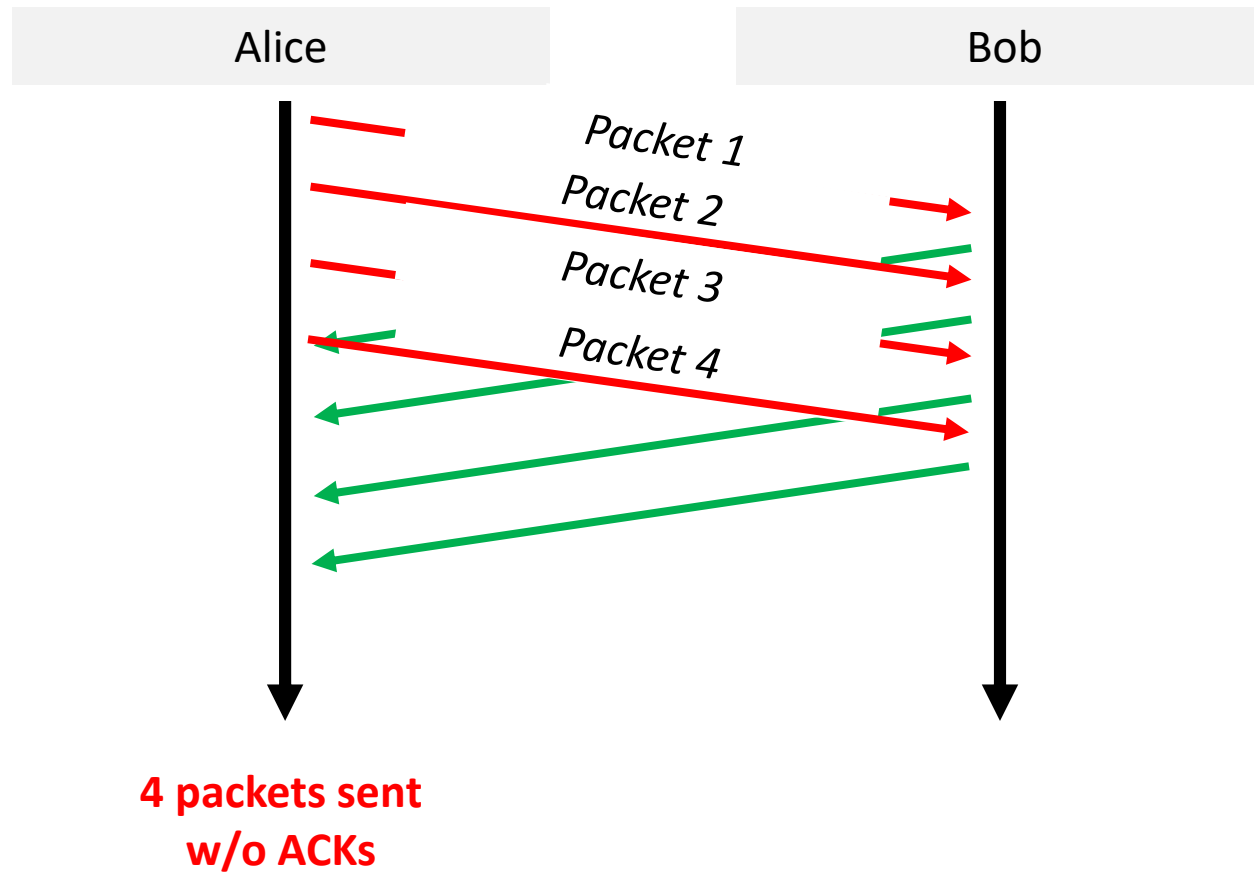 Alice
Bob
Packet 1
Packet 2
Packet 3
Packet 4
4 packets sent
w/o ACKs